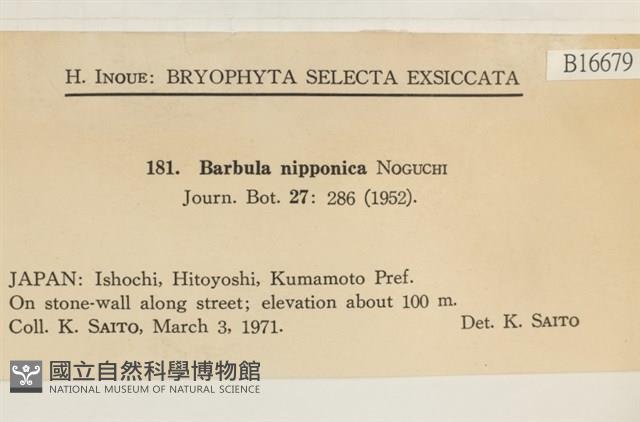 H. INOUE: BRYOPHYTA SELECTA EXSICCATA
B16679
181. Barbula nipponica NOGUCHI
Journ. Bot. 27: 286 (1952).
JAPAN: Ishochi, Hitoyoshi, Kumamoto Pref.
On stone-wall along street; elevation about 100 m.
Coll. K. SAITO, March 3, 1971.
Det. K. SAITO
國立自然科學博物館
NATIONAL MUSEUM OF NATURAL SCIENCE